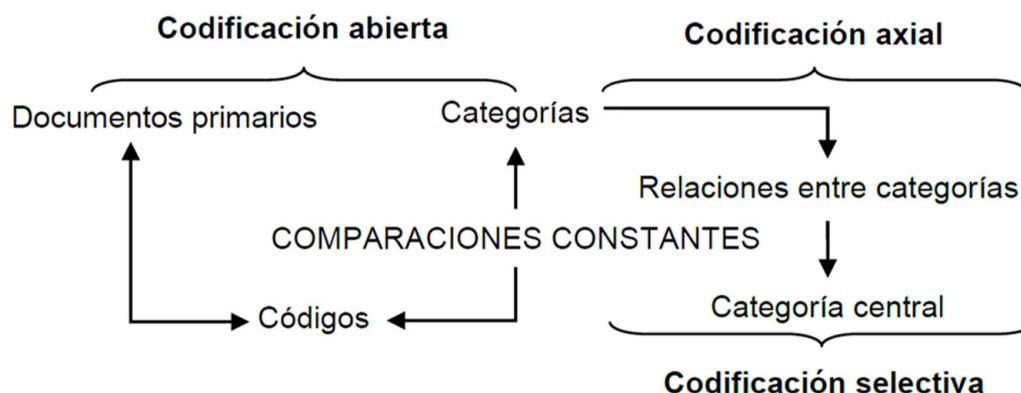 Codificación abierta
Codificación axial
Documentos primarios
Categorías
Relaciones entre categorías
COMPARACIONES CONSTANTES
Categoría central
Códigos
Codificación selectiva